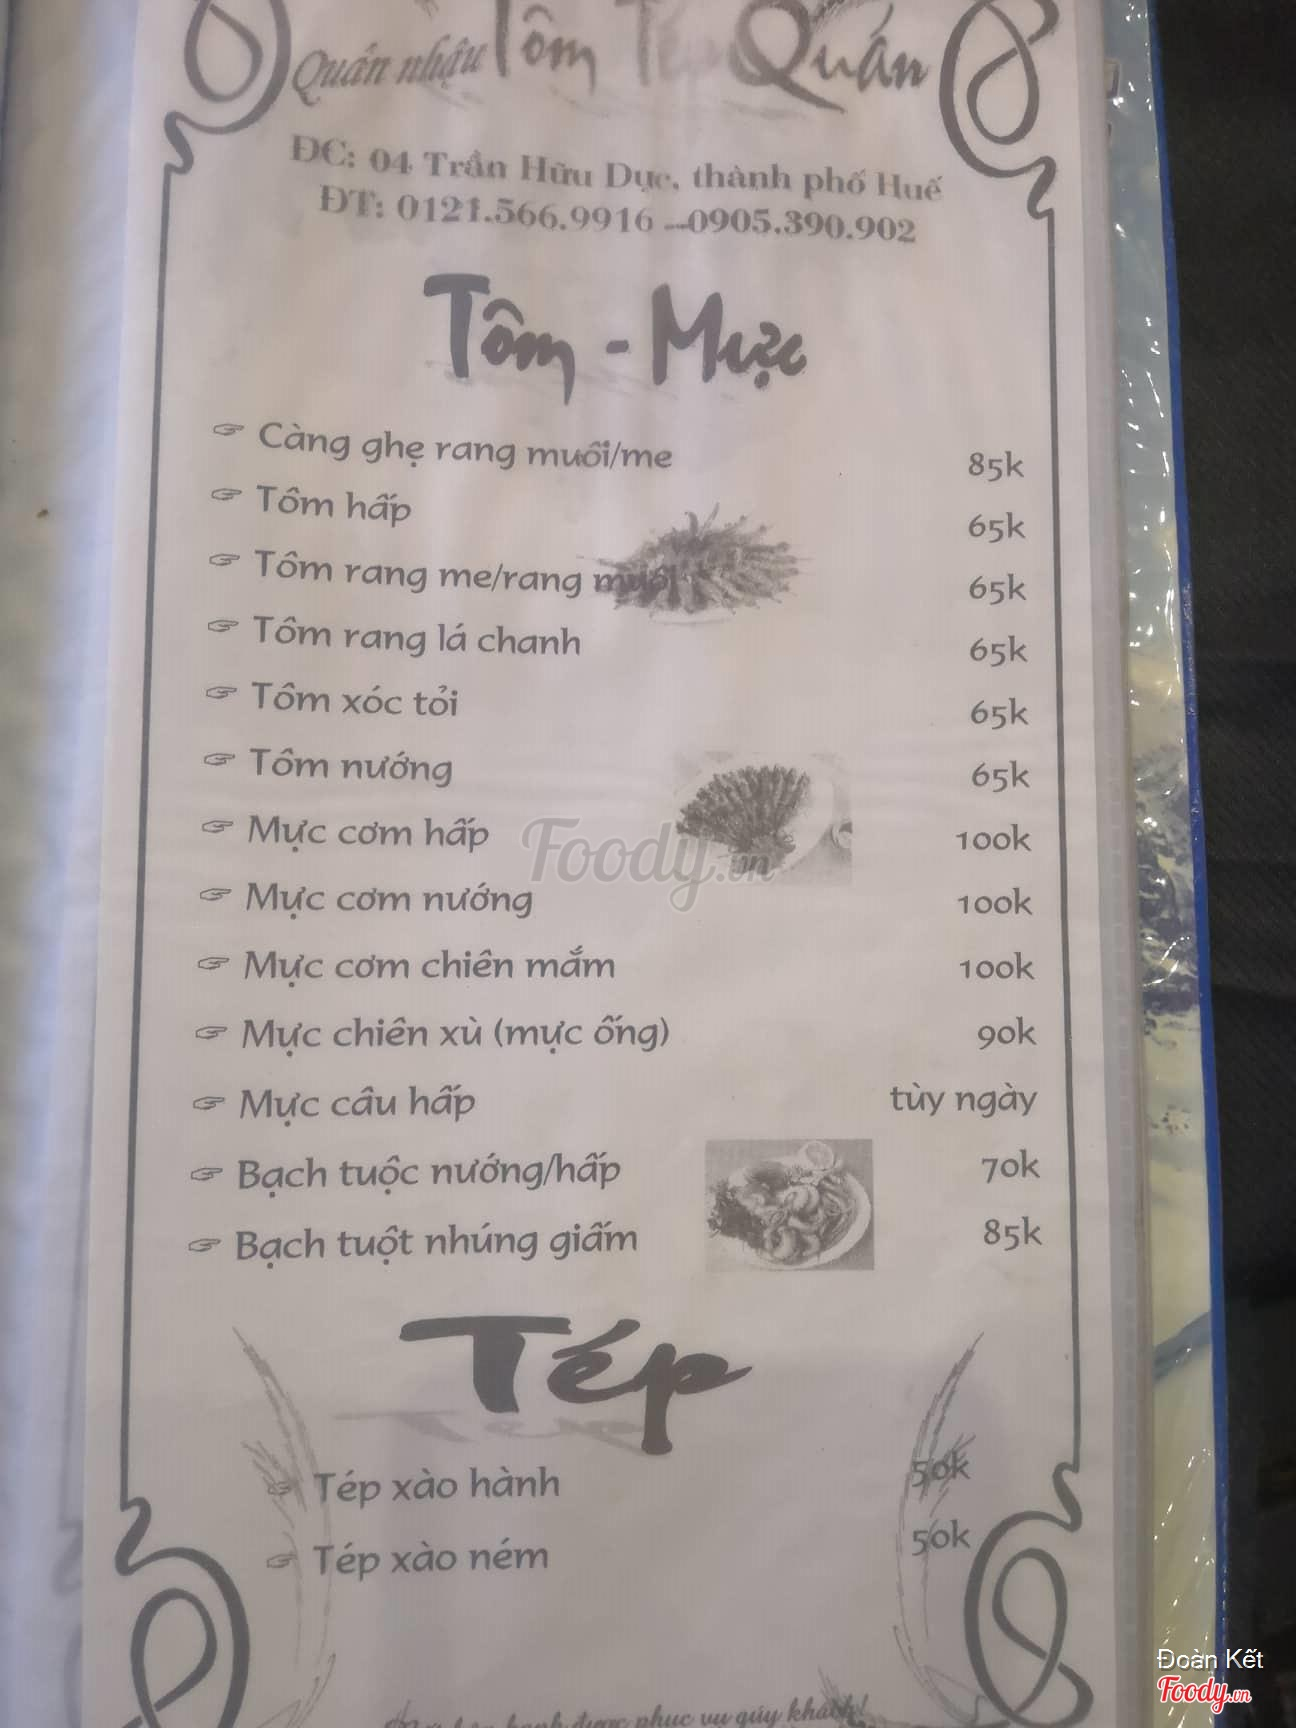 Quán nhậu Tôm Tép Quán
ĐC: 04 Trần Hữu Dực, thành phố Huế
ĐT: 0121.566.9916 --0905.390.902
Tôm - Mực
Càng ghẹ rang muối/me 85k
Tôm hấp 65k
Tôm rang me/rang muối 65k
Tôm rang lá chanh 65k
Tôm xóc tỏi 65k
Tôm nướng 65k
Mực cơm hấp 100k
Foody.vn
Mực cơm nướng 100k
Mực cơm chiên mắm 100k
Mực chiên xù (mực ống) 90k
Mực câu hấp tùy ngày
Bạch tuộc nướng/hấp 70k
Bạch tuột nhúng giấm 85k
Tép
Tép xào hành 50k
Tép xào ném 50k
được phục vụ qúy khách!
Đoàn Kết
Foody.vn